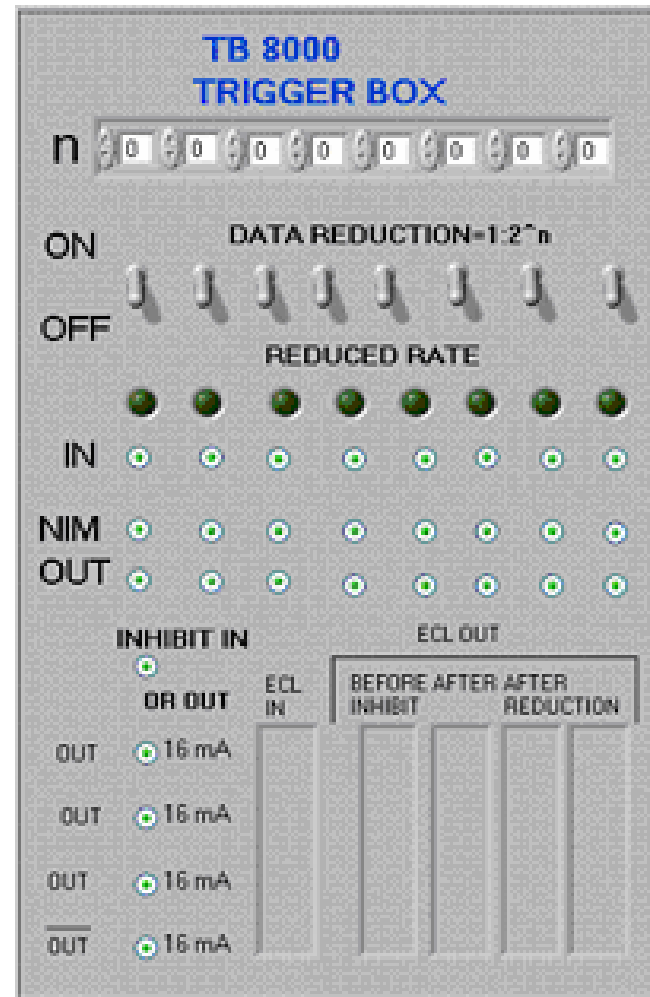 TB 8000
TRIGGER BOX
n 0 0 0 0 0 0 0 0
ON
DATA REDUCTION=1:2^n
OFF
REDUCED RATE
IN
NIM
OUT
INHIBIT IN
ECL OUT
OR OUT
ECL
IN
BEFORE AFTER AFTER
INHIBIT REDUCTION
OUT 16 mA
OUT 16 mA
OUT 16 mA
OUT 16 mA